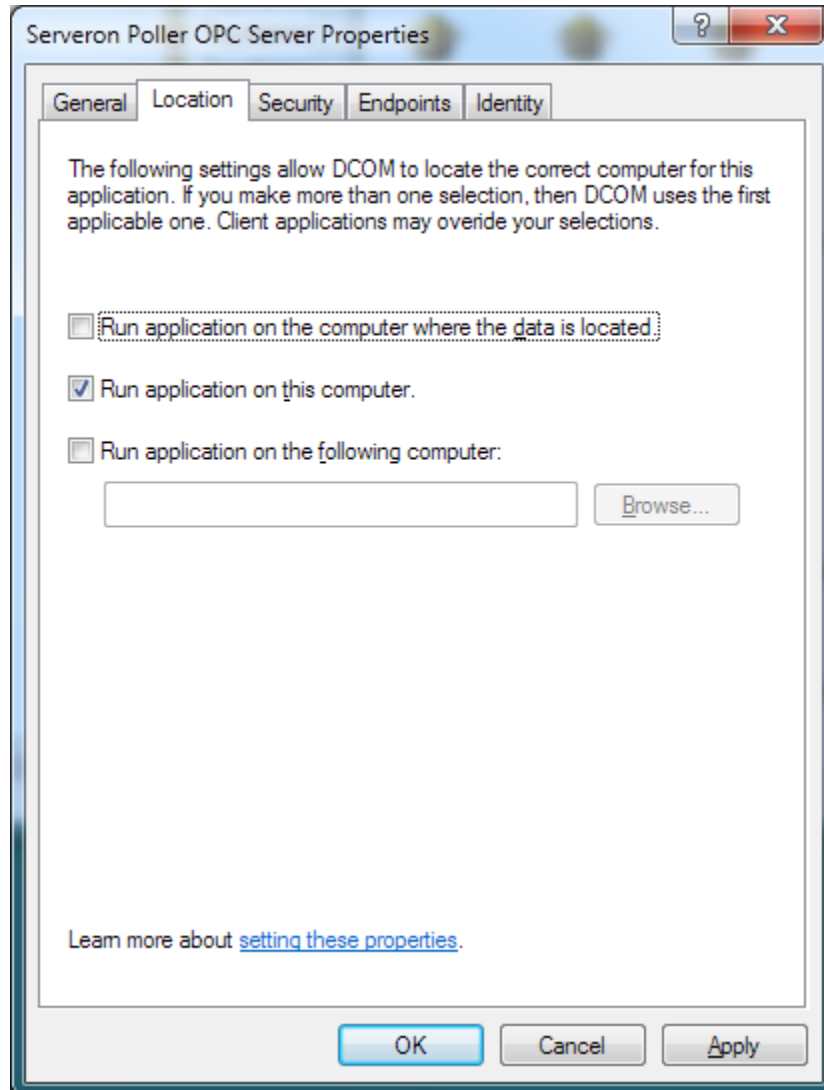 Serveron Poller OPC Server Properties
?
X
General Location Security Endpoints Identity
The following settings allow DCOM to locate the correct computer for this
application. If you make more than one selection, then DCOM uses the first
applicable one. Client applications may overide your selections.
Run application on the computer where the data is located.
Run application on this computer.
Run application on the following computer:
Browse...
Learn more about setting these properties.
OK Cancel Apply